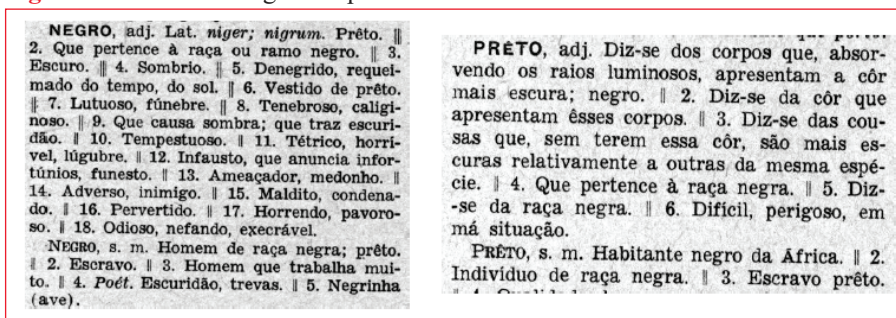 NEGRO, adj. Lat. niger; nigrum. Prêto. ||
2. Que pertence à raça ou ramo negro. || 3.
Escuro. || 4. Sombrio. || 5. Denegrido, requei-
mado do tempo, do sol. || 6. Vestido de prêto.
|| 7. Lutuoso, fúnebre. || 8. Tenebroso, caligi-
noso. || 9. Que causa sombra; que traz escuri-
dão. || 10. Tempestuoso. || 11. Tétrico, horrí-
vel, lúgubre. || 12. Infausto, que anuncia infor-
túnios, funesto. || 13. Ameaçador, medonho. ||
14. Adverso, inimigo. || 15. Maldito, condena-
do. || 16. Pervertido. || 17. Horrendo, pavoro-
so. || 18. Odioso, nefando, execrável.
NEGRO, s. m. Homem de raça negra; prêto.
|| 2. Escravo. || 3. Homem que trabalha mui-
to. || 4. Poét. Escuridão, trevas. || 5. Negrinha
(ave).
PRÊTO, adj. Diz-se dos corpos que, absor-
vendo os raios luminosos, apresentam a côr
mais escura; negro. || 2. Diz-se da côr que
apresentam êsses corpos. || 3. Diz-se das cou-
sas que, sem terem essa côr, são mais es-
curas relativamente a outras da mesma espé-
cie. || 4. Que pertence à raça negra. || 5. Diz-
-se da raça negra. || 6. Difícil, perigoso, em
má situação.
PRÊTO, s. m. Habitante negro da África. || 2.
Indivíduo de raça negra. || 3. Escravo prêto.